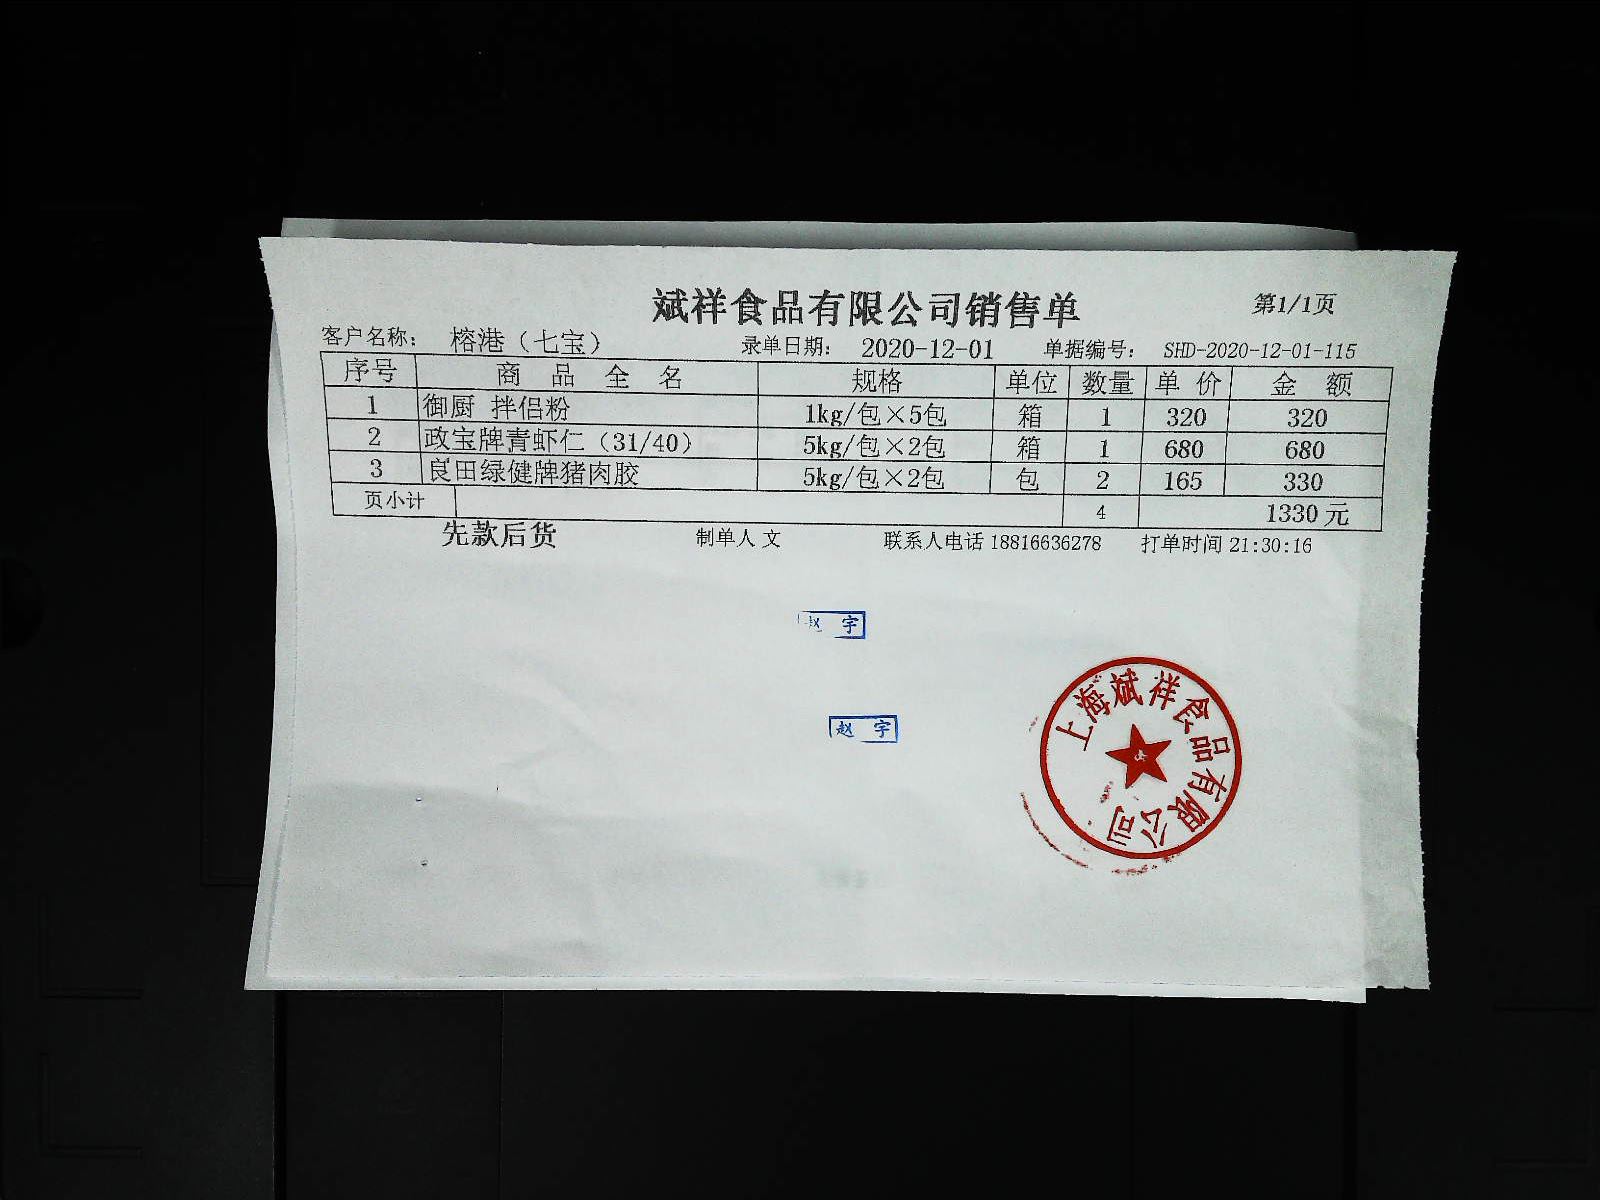 斌祥食品有限公司销售单 第1/1页
客户名称： 榕港（七宝） 录单日期： 2020-12-01 单据编号： SHD-2020-12-01-115
序号 商品全名 规格 单位 数量 单价 金额
1 御厨 拌侣粉 1kg/包×5包 箱 1 320 320
2 政宝牌青虾仁（31/40） 5kg/包×2包 箱 1 680 680
3 良田绿健牌猪肉胶 5kg/包×2包 包 2 165 330
页小计 4 1330元
先款后货 制单人 文 联系人电话 18816636278 打单时间 21:30:16
赵宇
赵宇
上海斌祥食品有限公司